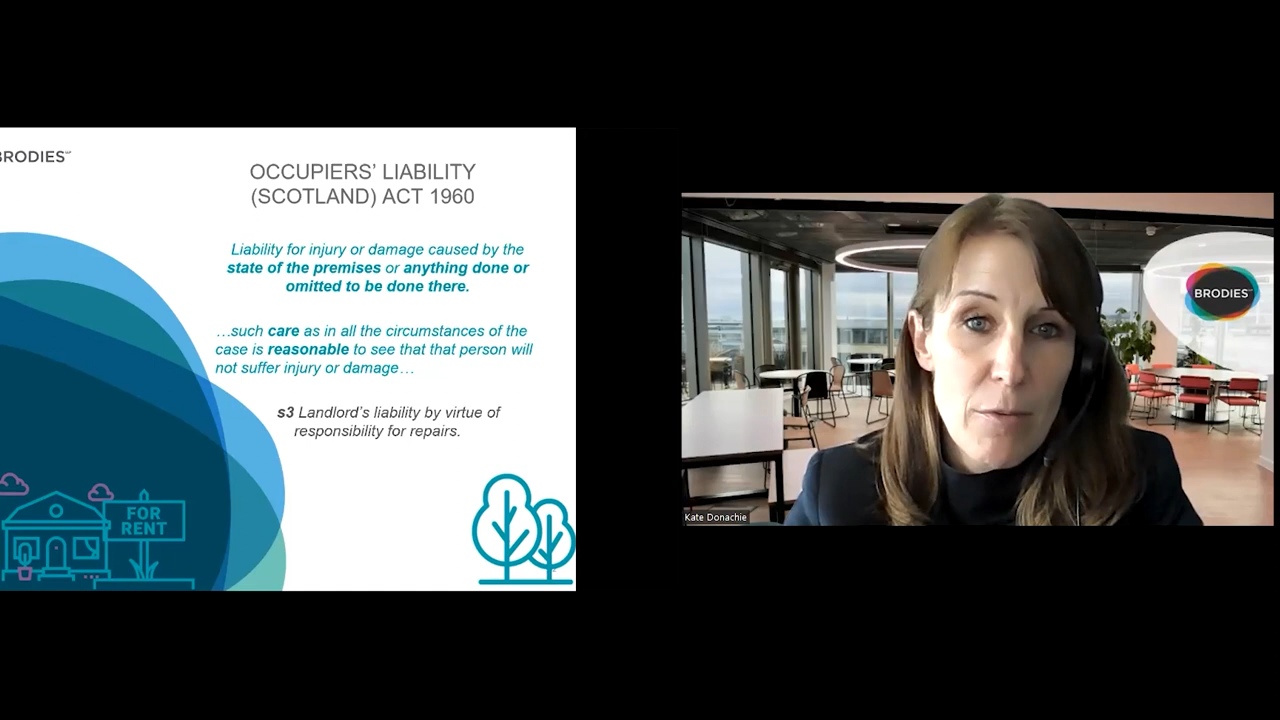 BRODIES LLP
OCCUPIERS' LIABILITY
(SCOTLAND) ACT 1960
Liability for injury or damage caused by the
state of the premises or anything done or
omitted to be done there.
…such care as in all the circumstances of the
case is reasonable to see that that person will
not suffer injury or damage…
s3 Landlord's liability by virtue of
responsibility for repairs.
FOR
RENT
BRODIES
Kate Donachie